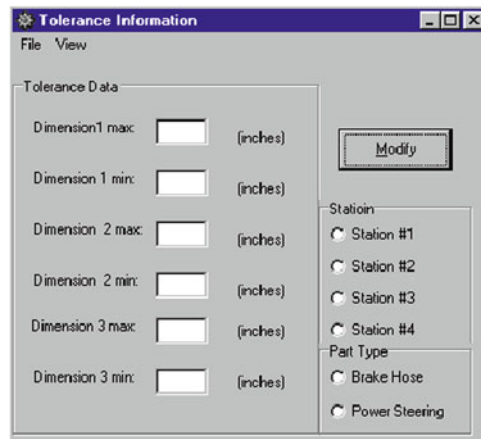 Tolerance Information
File View
Tolerance Data
Dimension1 max:
(inches)
Dimension 1 min:
(inches)
Dimension 2 max:
(inches)
Dimension 2 min:
(inches)
Dimension 3 max:
(inches)
Dimension 3 min:
(inches)
Modify
Statioin
Station #1
Station #2
Station #3
Station #4
Part Type
Brake Hose
Power Steering